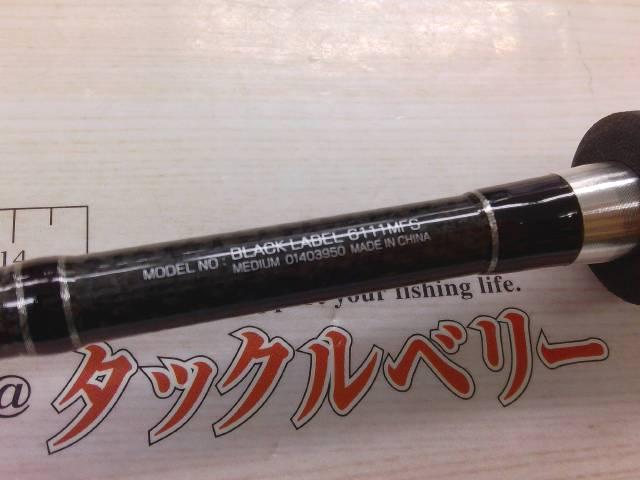 MODEL NO : BLACK LABEL 6111MFS
MEDIUM 01403950 MADE IN CHINA
14
your fishing life.
@ タックルベリー